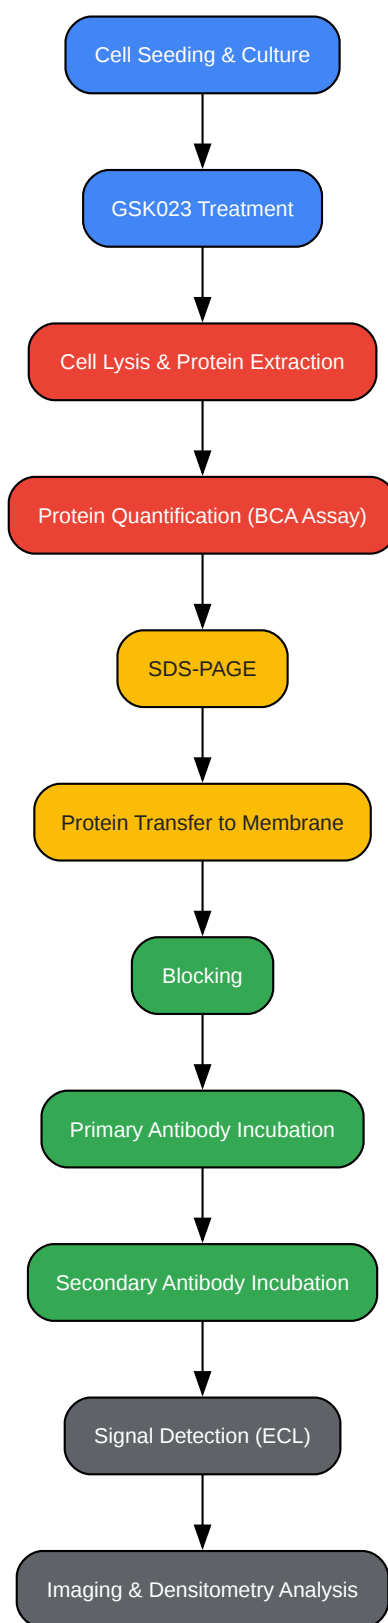 Cell Seeding & Culture
GSK023 Treatment
Cell Lysis & Protein Extraction
Protein Quantification (BCA Assay)
SDS-PAGE
Protein Transfer to Membrane
Blocking
Primary Antibody Incubation
Secondary Antibody Incubation
Signal Detection (ECL)
Imaging & Densitometry Analysis